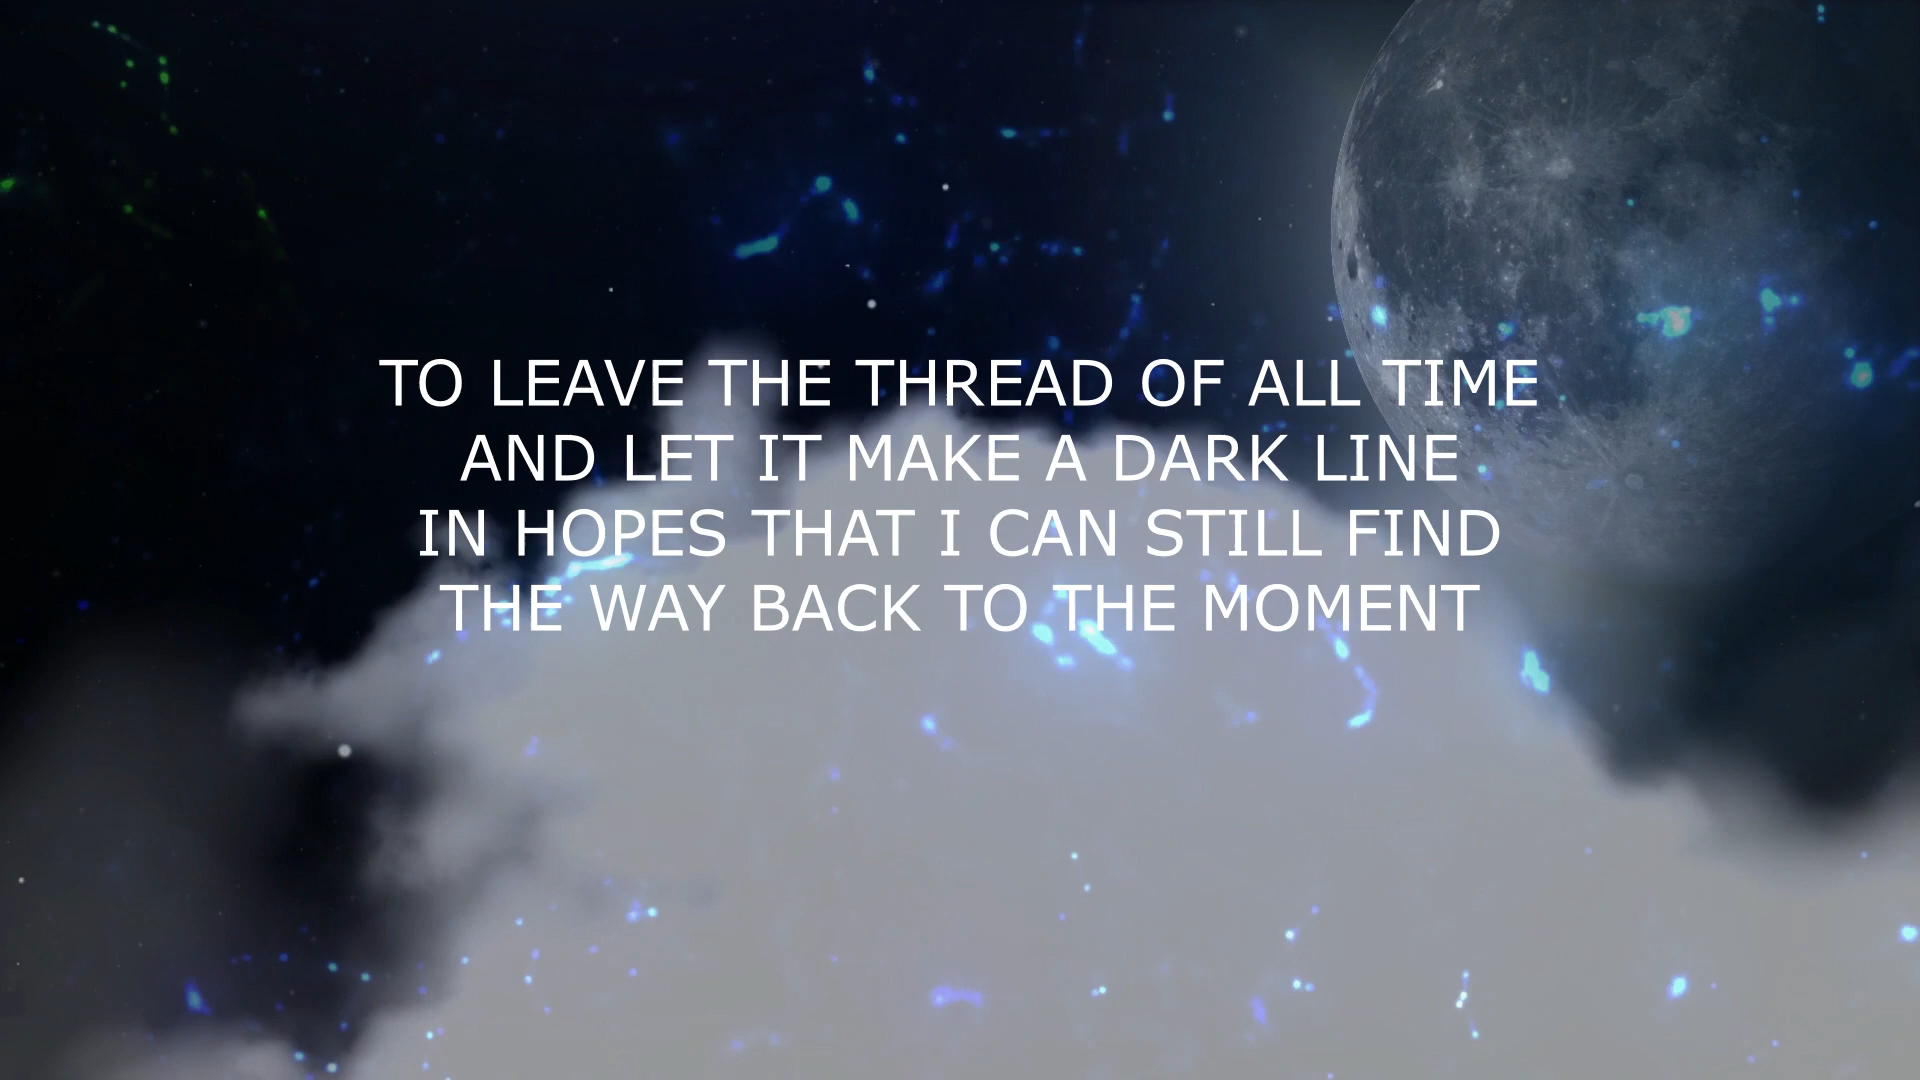 TO LEAVE THE THREAD OF ALL TIME
AND LET IT MAKE A DARK LINE
IN HOPES THAT I CAN STILL FIND
THE WAY BACK TO THE MOMENT